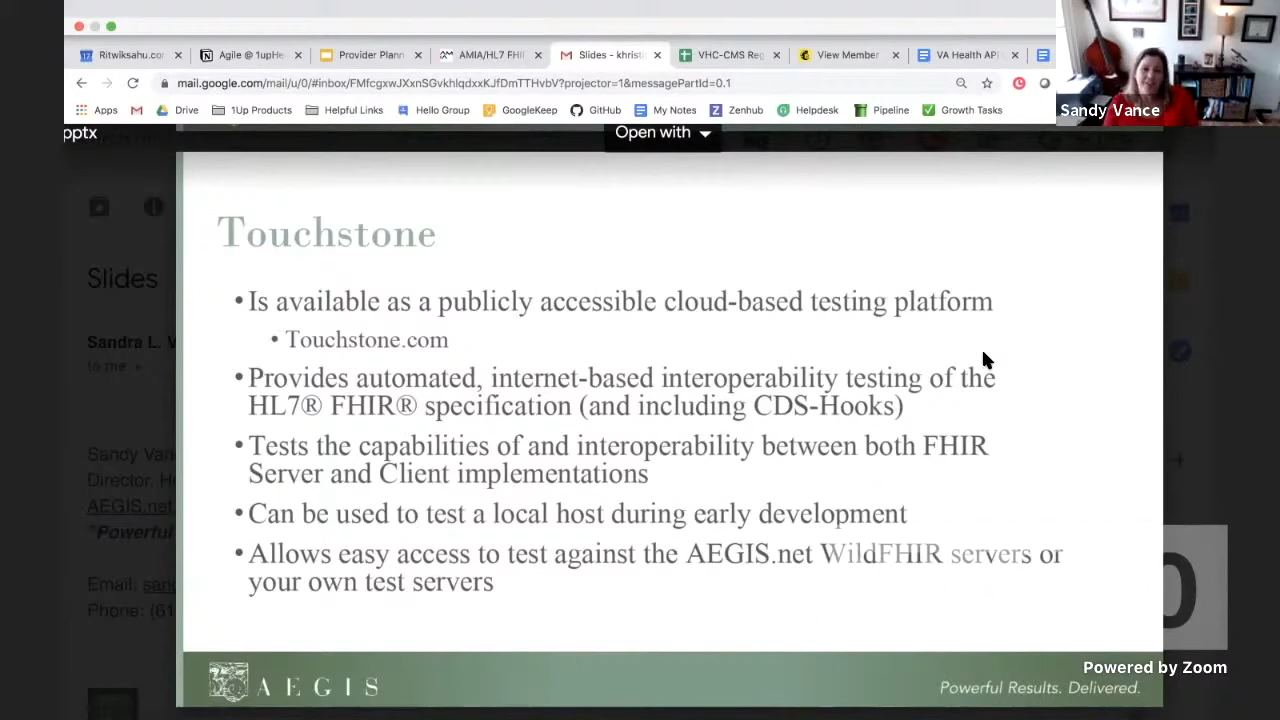 Ritwiksahu.co
Agile @ 1upHe
Provider Plann
AMIA/HL7 FHI
Slides - khristi
VHC-CMS Reg
View Member
VA Health API
mail.google.com/mail/u/0/#inbox/FMfcgxwJXxnSGvkhlqdxxKJfDmTTHvbV?projector=1&messagePartId=0.1
Apps
Drive
1Up Products
Helpful Links
Hello Group
GoogleKeep
GitHub
My Notes
Zenhub
Helpdesk
Pipeline
Growth Tasks
Sandy Vance
pptx
Open with
Slides
Sandra L. V
to me
Sandy Van
Director, He
AEGIS.net
"Powerful
Email: sand
Phone: (61
Touchstone
• Is available as a publicly accessible cloud-based testing platform
• Touchstone.com
• Provides automated, internet-based interoperability testing of the
HL7® FHIR® specification (and including CDS-Hooks)
• Tests the capabilities of and interoperability between both FHIR
Server and Client implementations
• Can be used to test a local host during early development
• Allows easy access to test against the AEGIS.net WildFHIR servers or
your own test servers
AEGIS
Powerful Results. Delivered.
Powered by Zoom